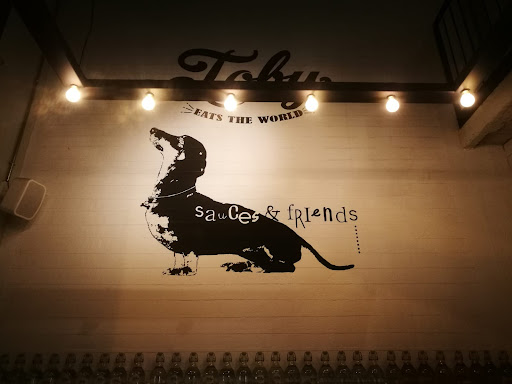 Toby
EATS THE WORLD
sauces & fRIends